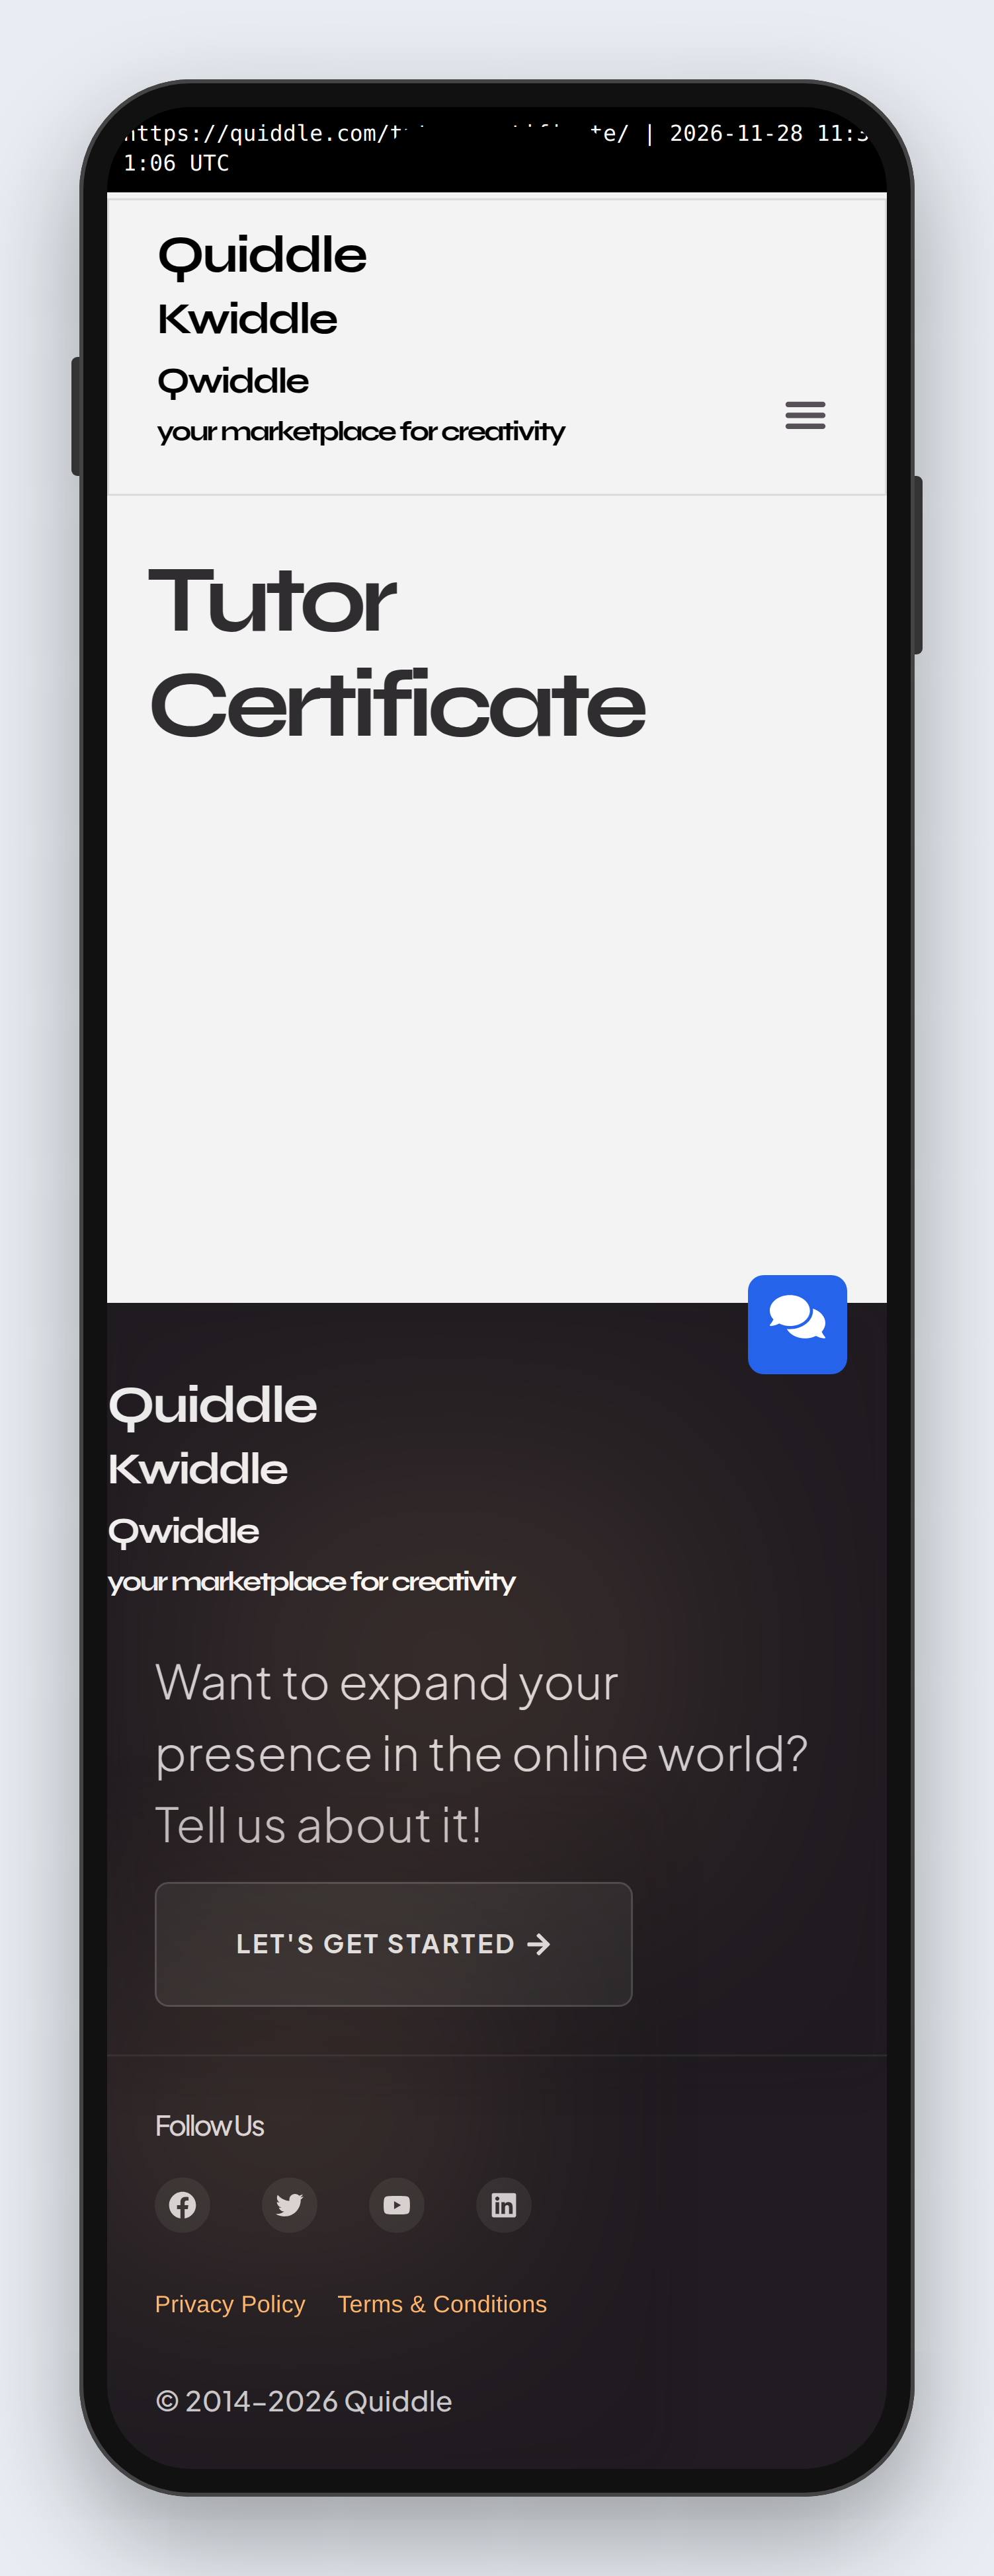 1:06 UTC
Quiddle
Kwiddle
Qwiddle
your marketplace for creativity
Tutor
Certificate
Quiddle
Kwiddle
Qwiddle
your marketplace for creativity
Want to expand your
presence in the online world?
Tell us about it!
LET'S GET STARTED →
Follow Us
Privacy Policy Terms & Conditions
© 2014–2026 Quiddle